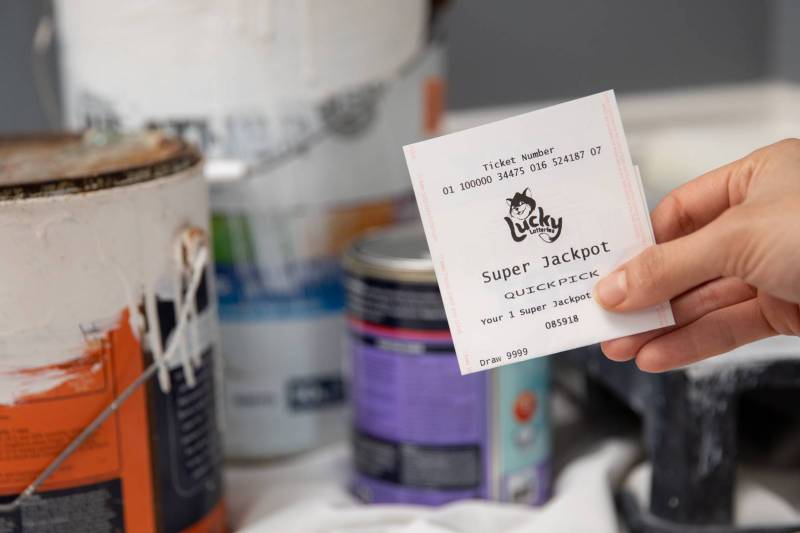 Ticket Number
01 100000 34475 016 524187 07
Lucky
Lotteries
Super Jackpot
QUICKPICK
Your 1 Super Jackpot
085918
Draw 9999